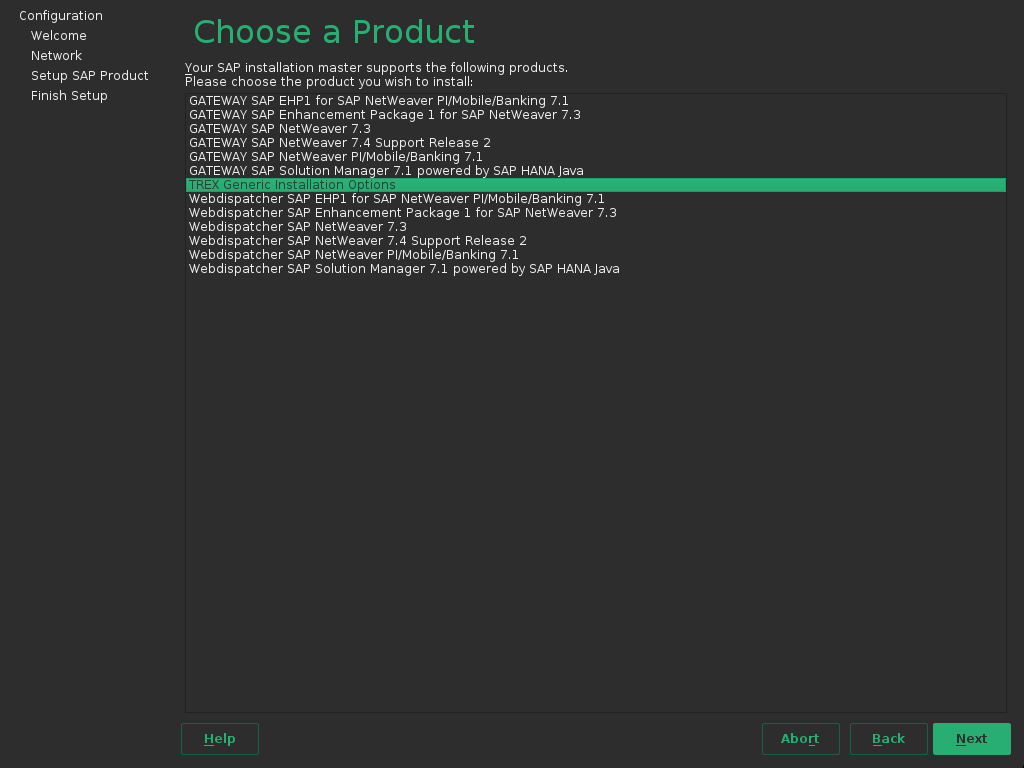 Configuration
Welcome
Network
Setup SAP Product
Finish Setup
Choose a Product
Your SAP installation master supports the following products.
Please choose the product you wish to install:
GATEWAY SAP EHP1 for SAP NetWeaver PI/Mobile/Banking 7.1
GATEWAY SAP Enhancement Package 1 for SAP NetWeaver 7.3
GATEWAY SAP NetWeaver 7.3
GATEWAY SAP NetWeaver 7.4 Support Release 2
GATEWAY SAP NetWeaver PI/Mobile/Banking 7.1
GATEWAY SAP Solution Manager 7.1 powered by SAP HANA Java
TREX Generic Installation Options
Webdispatcher SAP EHP1 for SAP NetWeaver PI/Mobile/Banking 7.1
Webdispatcher SAP Enhancement Package 1 for SAP NetWeaver 7.3
Webdispatcher SAP NetWeaver 7.3
Webdispatcher SAP NetWeaver 7.4 Support Release 2
Webdispatcher SAP NetWeaver PI/Mobile/Banking 7.1
Webdispatcher SAP Solution Manager 7.1 powered by SAP HANA Java
Help
Abort
Back
Next